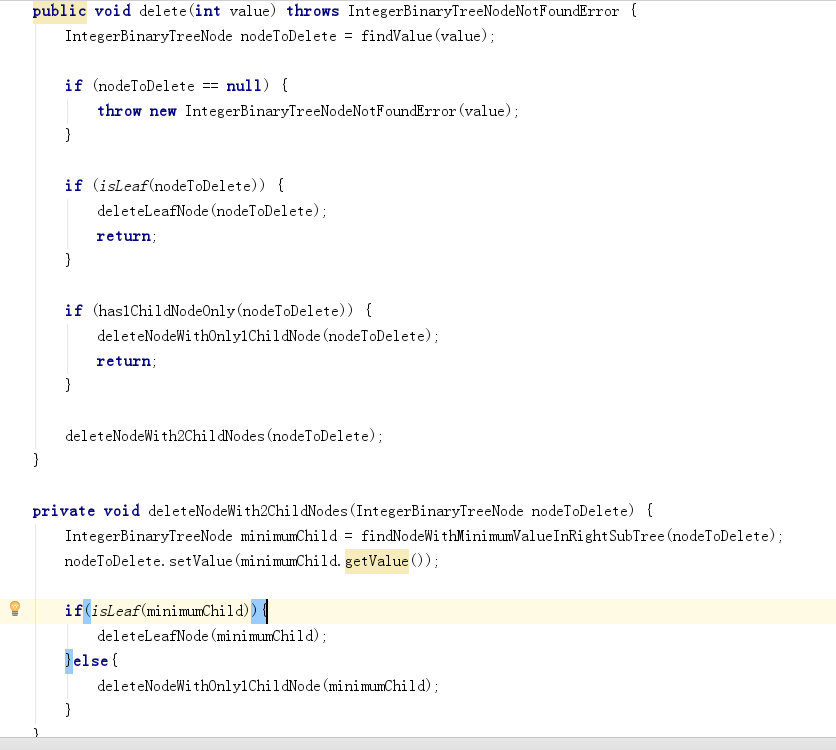 public void delete(int value) throws IntegerBinaryTreeNodeNotFoundError {
    IntegerBinaryTreeNode nodeToDelete = findValue(value);
    if (nodeToDelete == null) {
        throw new IntegerBinaryTreeNodeNotFoundError(value);
    }
    if (isLeaf(nodeToDelete)) {
        deleteLeafNode(nodeToDelete);
        return;
    }
    if (has1ChildNodeOnly(nodeToDelete)) {
        deleteNodeWithOnly1ChildNode(nodeToDelete);
        return;
    }
    deleteNodeWith2ChildNodes(nodeToDelete);
}
private void deleteNodeWith2ChildNodes(IntegerBinaryTreeNode nodeToDelete) {
    IntegerBinaryTreeNode minimumChild = findNodeWithMinimumValueInRightSubTree(nodeToDelete);
    nodeToDelete.setValue(minimumChild.getValue());
    if(isLeaf(minimumChild)){
        deleteLeafNode(minimumChild);
    }else{
        deleteNodeWithOnly1ChildNode(minimumChild);
    }
}